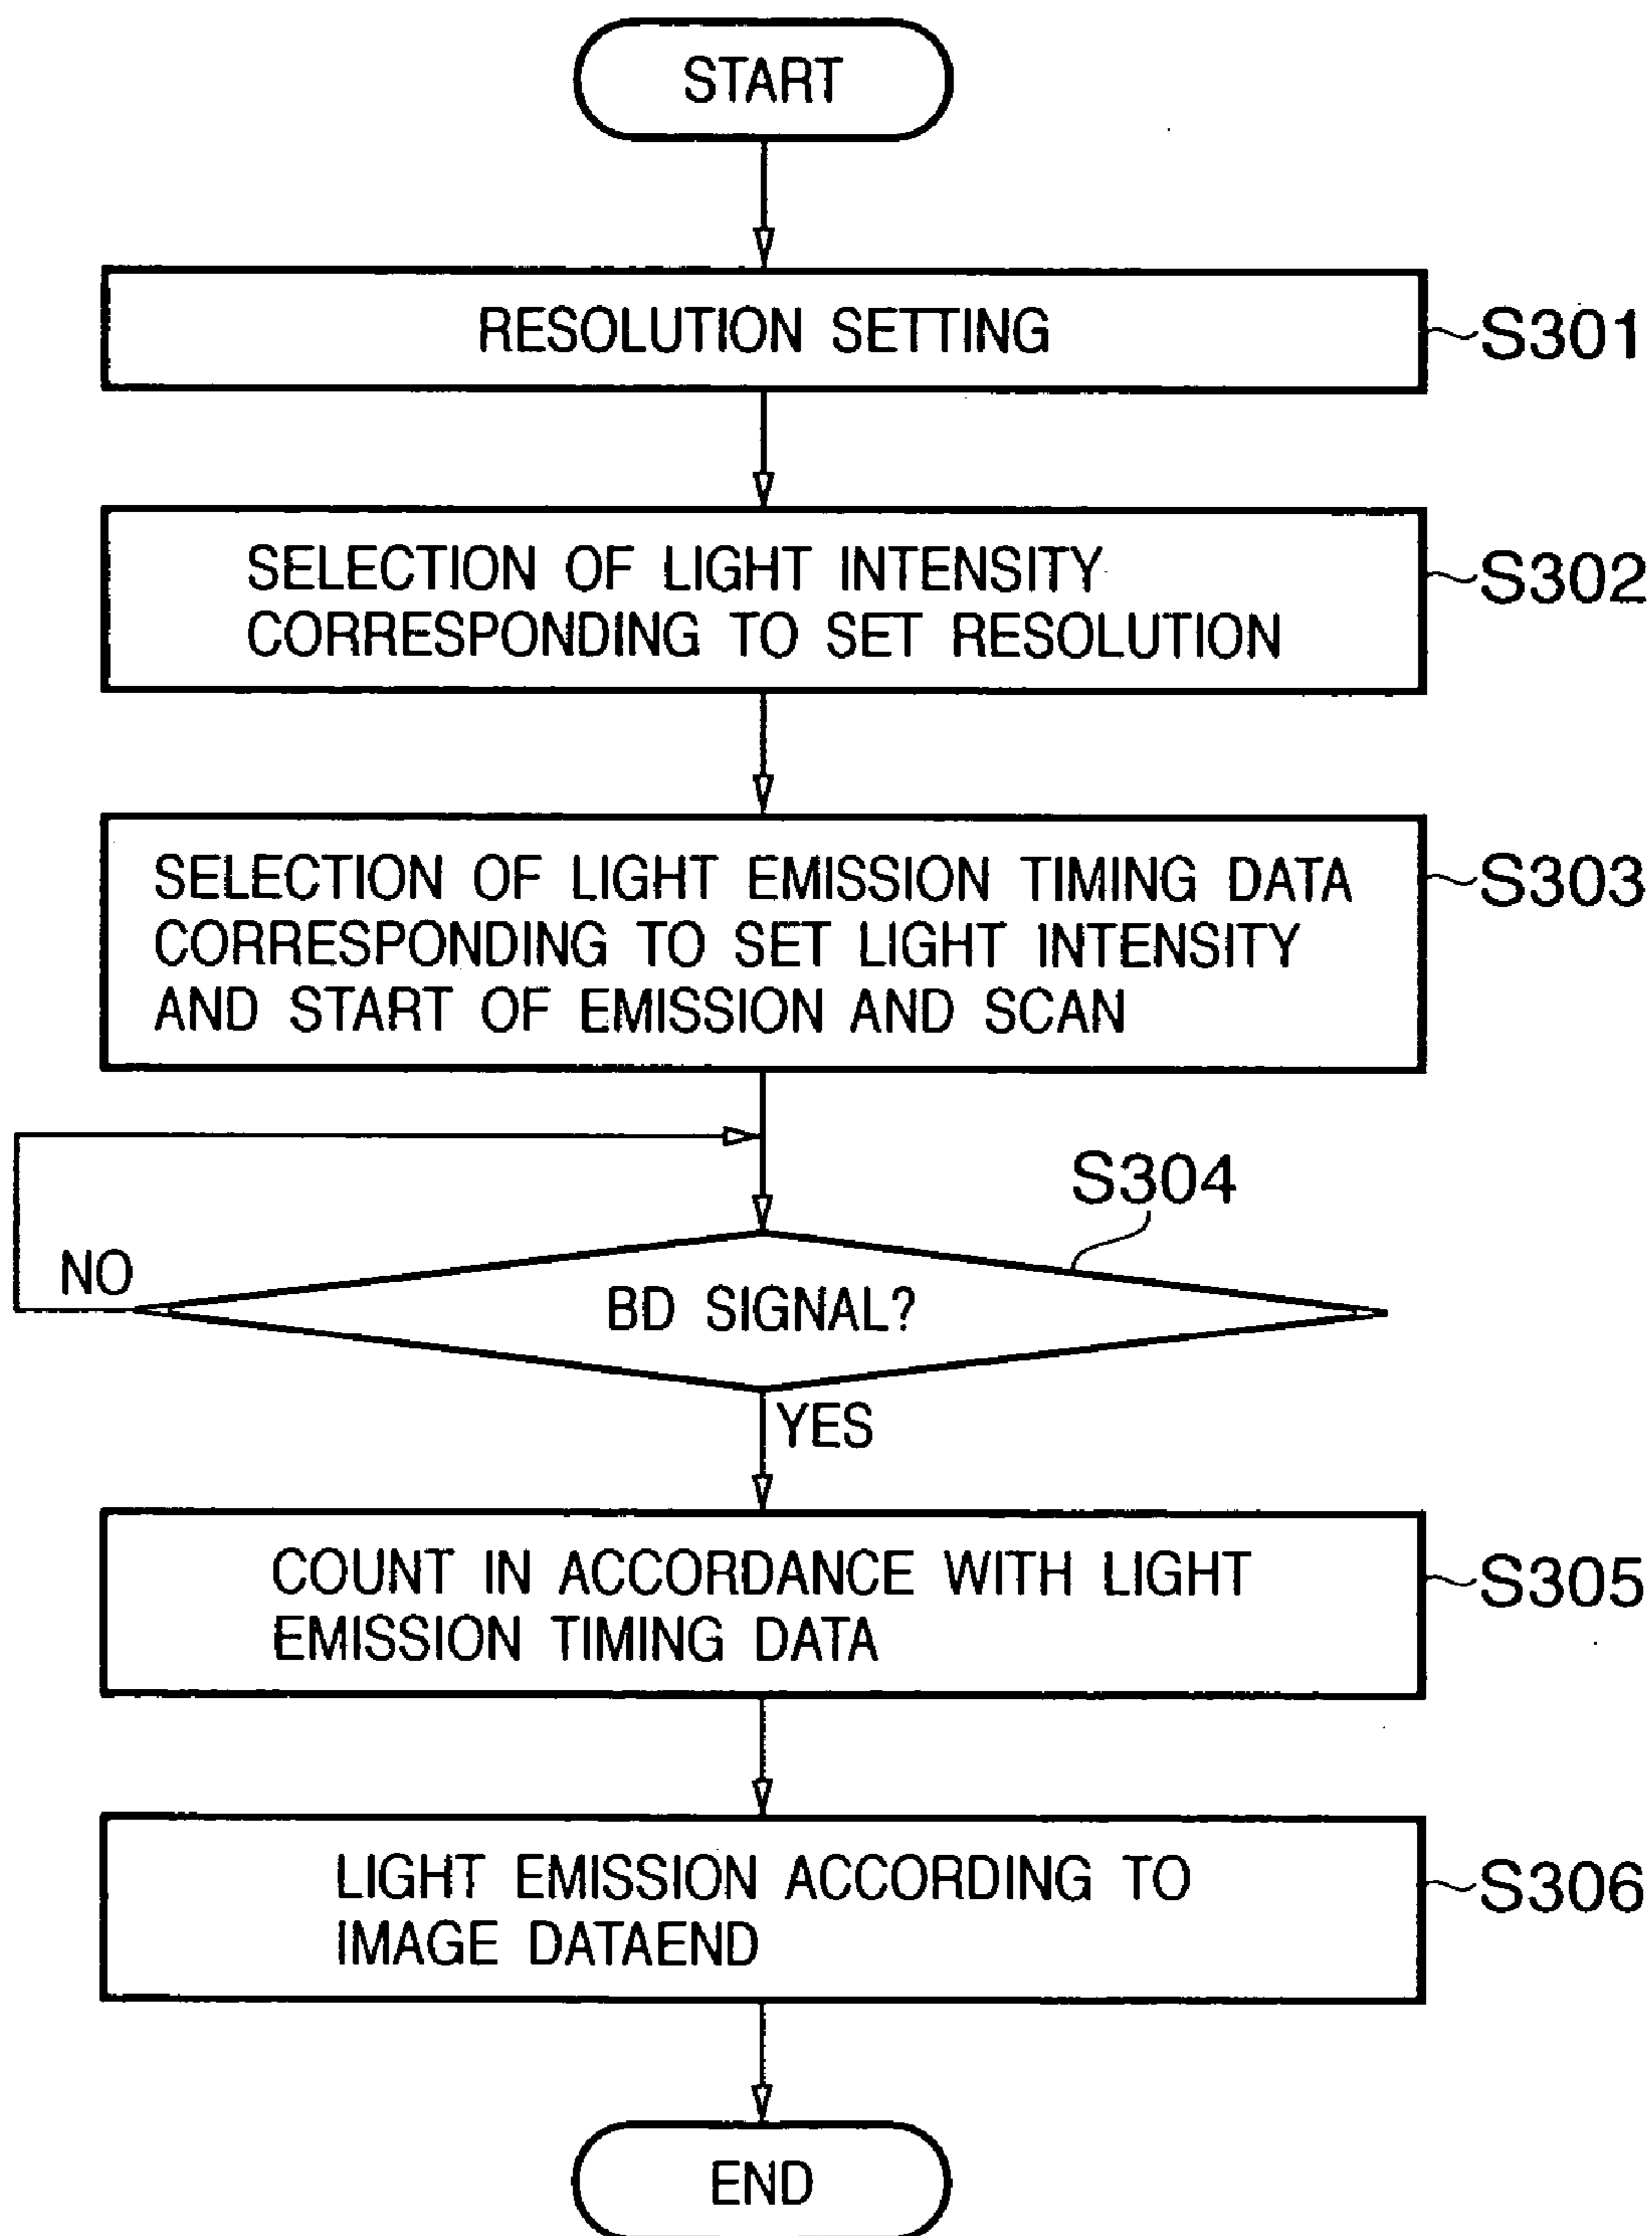 START
RESOLUTION SETTING
S301
SELECTION OF LIGHT INTENSITY
CORRESPONDING TO SET RESOLUTION
S302
SELECTION OF LIGHT EMISSION TIMING DATA
CORRESPONDING TO SET LIGHT INTENSITY
AND START OF EMISSION AND SCAN
S303
S304
NO
BD SIGNAL?
YES
COUNT IN ACCORDANCE WITH LIGHT
EMISSION TIMING DATA
S305
LIGHT EMISSION ACCORDING TO
IMAGE DATAEND
S306
END